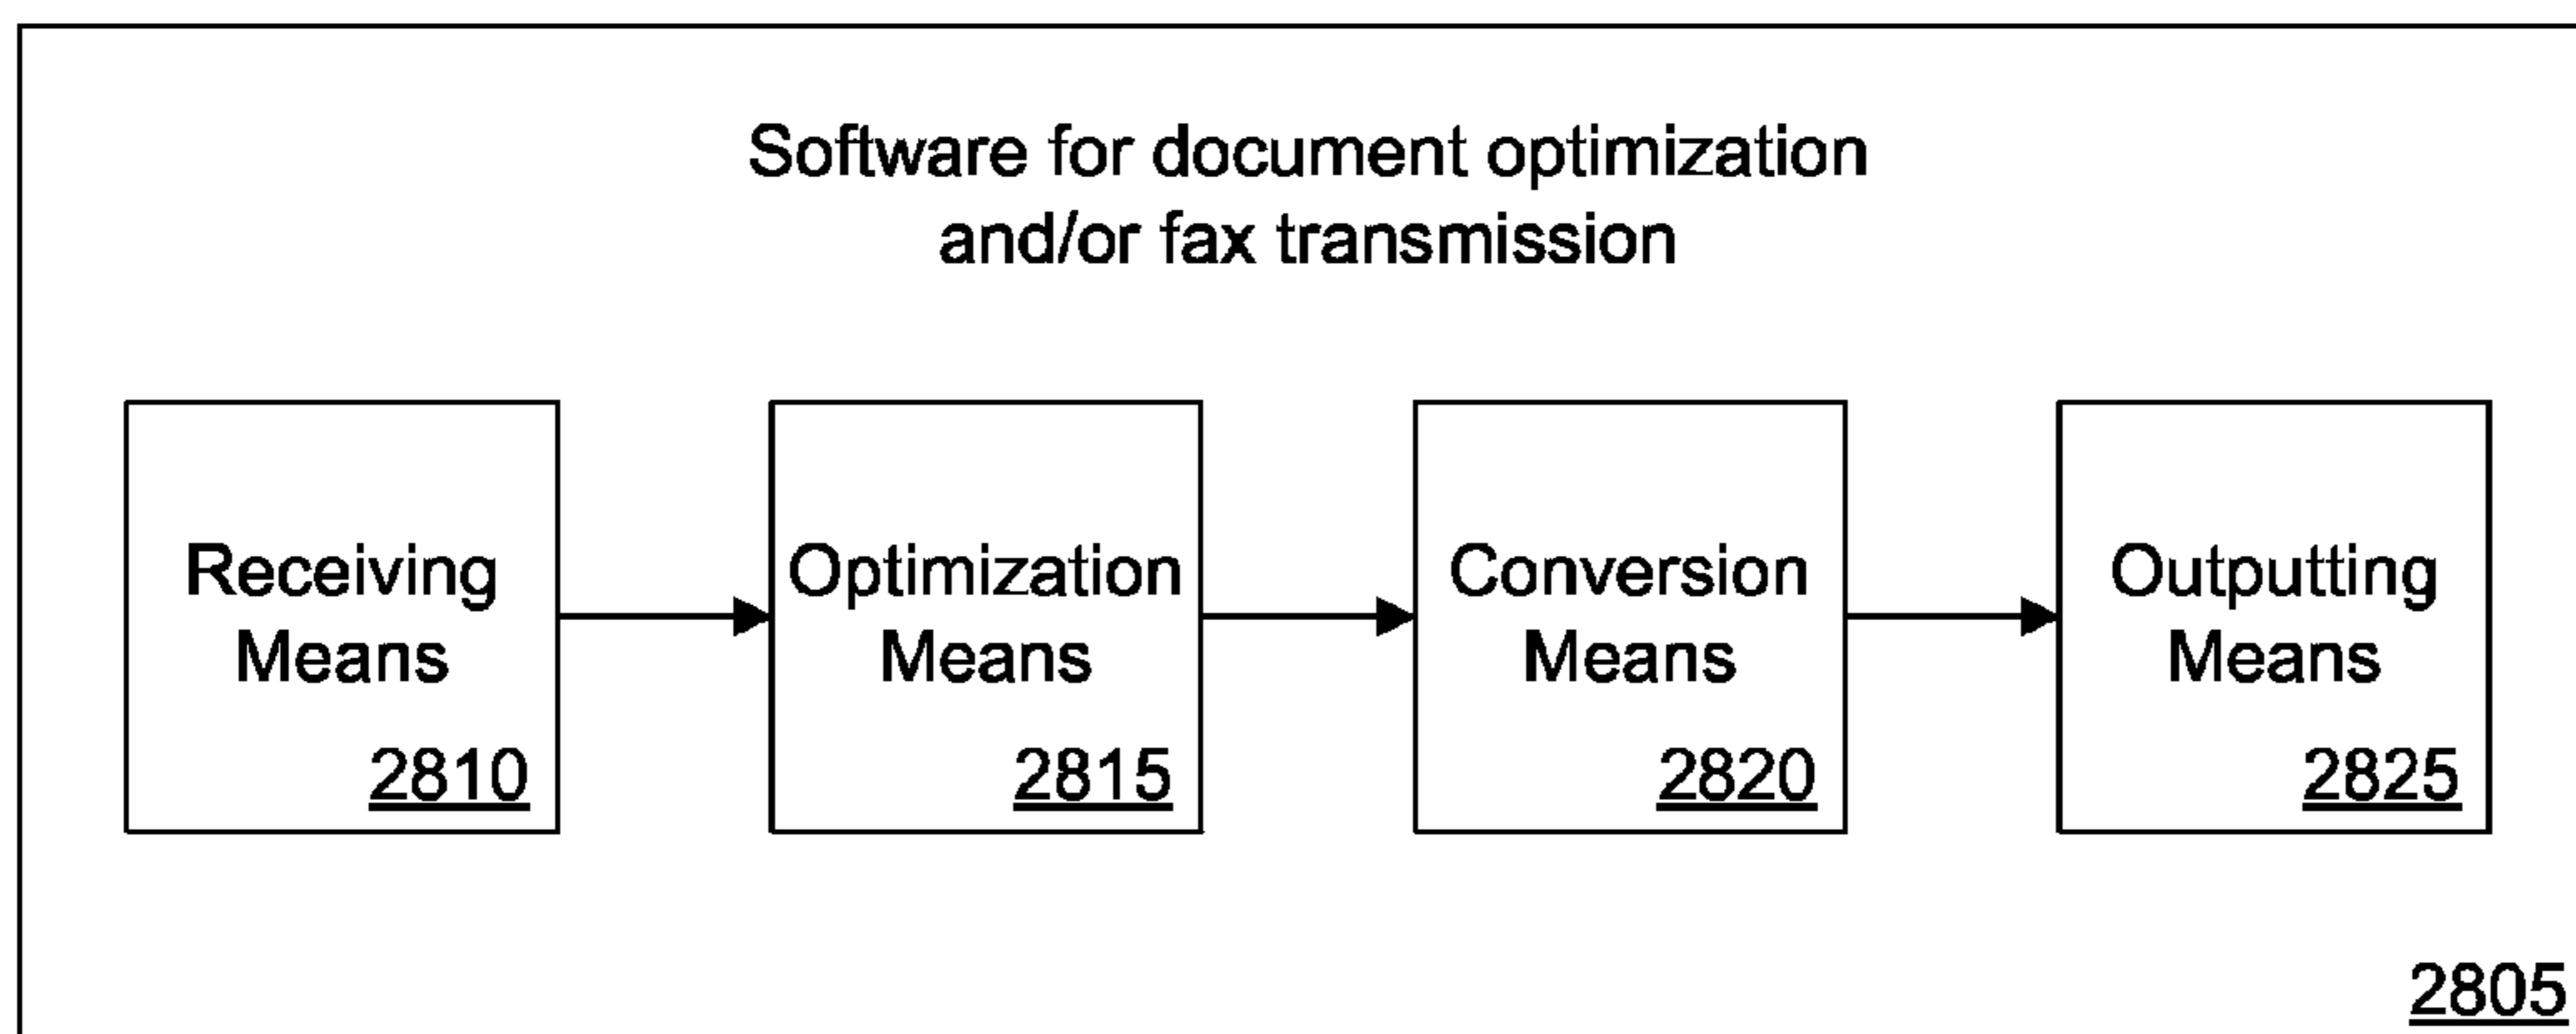 Software for document optimization
and/or fax transmission
Receiving
Means
2810
Optimization
Means
2815
Conversion
Means
2820
Outputting
Means
2825
2805